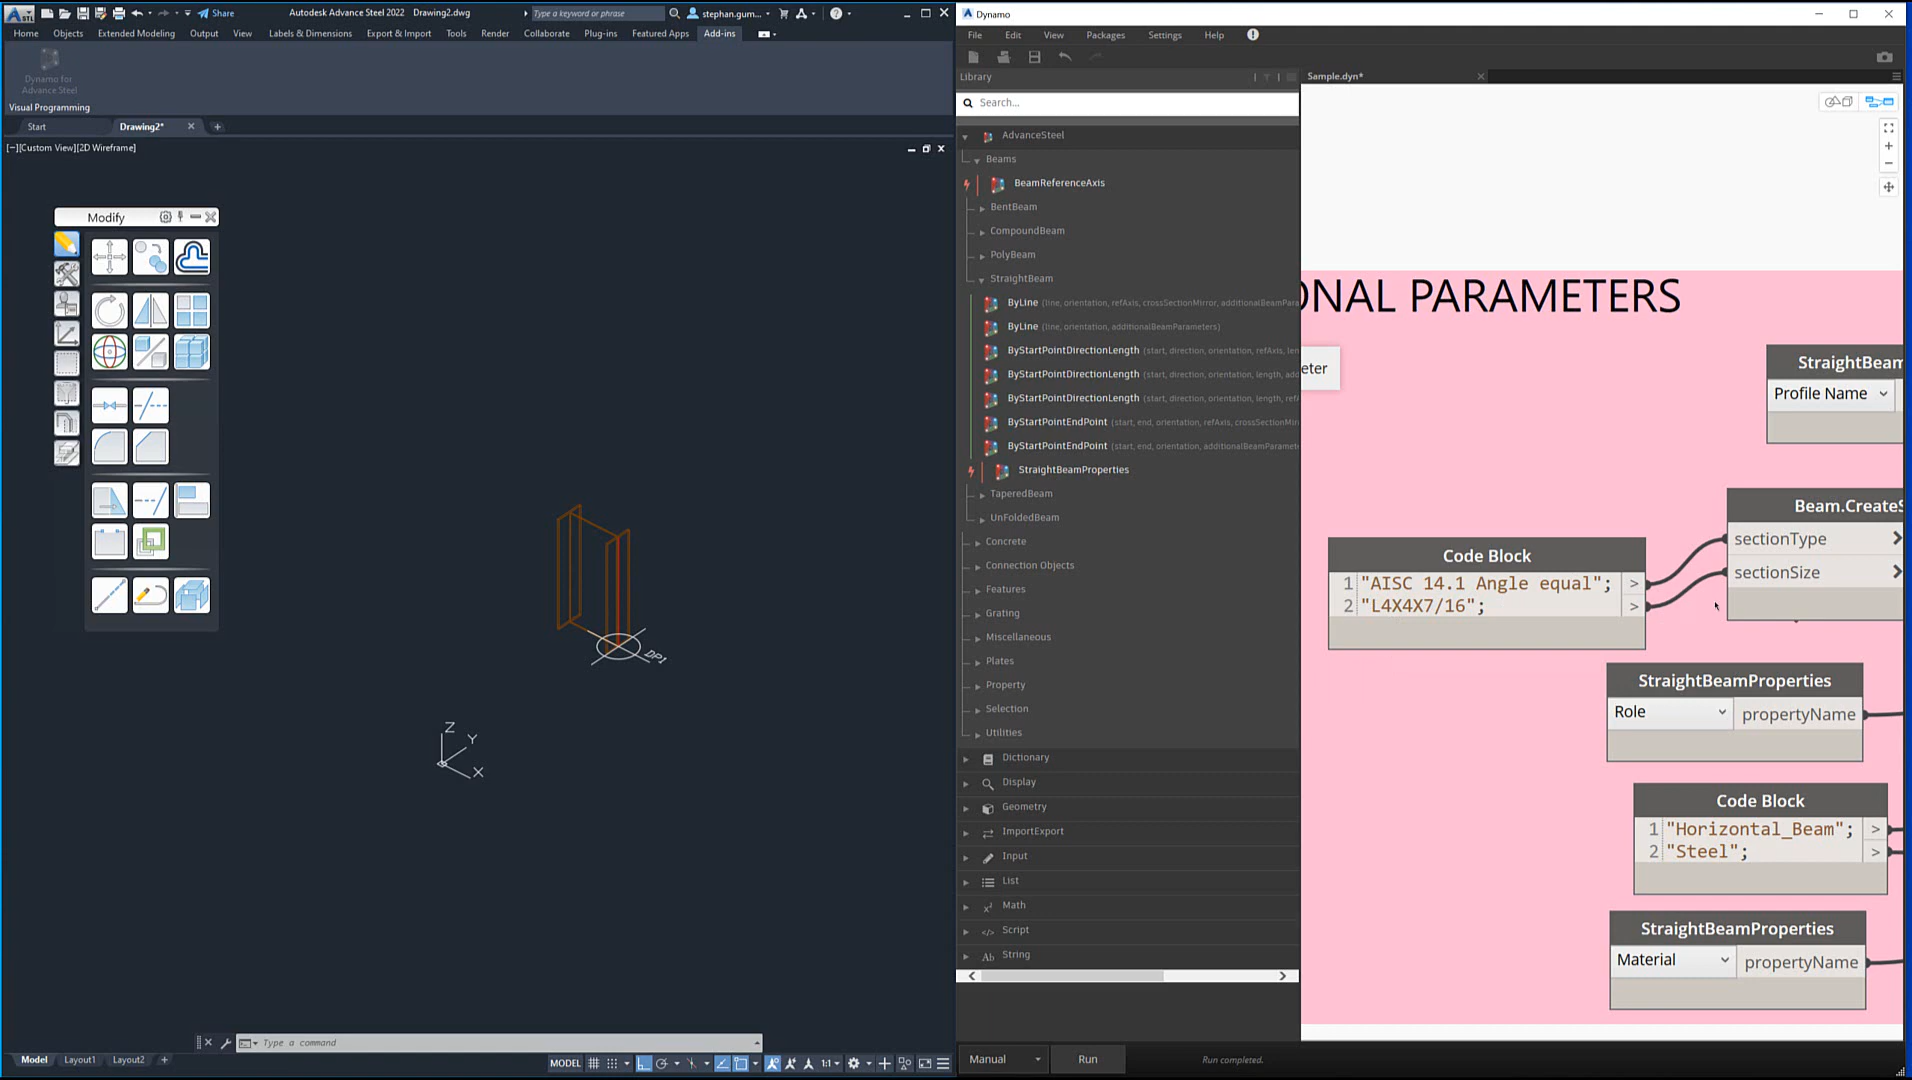 Share
Autodesk Advance Steel 2022 Drawing2.dwg
Type a keyword or phrase
stephan.gum...
Home Objects Extended Modeling Output View Labels & Dimensions Export & Import Tools Render Collaborate Plug-ins Featured Apps Add-ins
Dynamo for
Advance Steel
Visual Programming
Start Drawing2*
[−][Custom View][2D Wireframe]
Modify
DP1
Z
Y
X
Type a command
Model Layout1 Layout2
MODEL 1:1
Dynamo
File Edit View Packages Settings Help
Library
Search...
AdvanceSteel
Beams
BeamReferenceAxis
BentBeam
CompoundBeam
PolyBeam
StraightBeam
ByLine (line, orientation, refAxis, crossSectionMirror, additionalBeamPara
ByLine (line, orientation, additionalBeamParameters)
ByStartPointDirectionLength (start, direction, orientation, refAxis, len
ByStartPointDirectionLength (start, direction, orientation, length, add
ByStartPointDirectionLength (start, direction, orientation, length, refA
ByStartPointEndPoint (start, end, orientation, refAxis, crossSectionMir
ByStartPointEndPoint (start, end, orientation, additionalBeamParamete
StraightBeamProperties
TaperedBeam
UnFoldedBeam
Concrete
Connection Objects
Features
Grating
Miscellaneous
Plates
Property
Selection
Utilities
Dictionary
Display
Geometry
ImportExport
Input
List
Math
Script
String
Manual Run Run completed.
Sample.dyn*
ONAL PARAMETERS
eter
StraightBeam
Profile Name
Beam.CreateS
sectionType
sectionSize
Code Block
1 "AISC 14.1 Angle equal"; >
2 "L4X4X7/16"; >
StraightBeamProperties
Role propertyName
Code Block
1 "Horizontal_Beam"; >
2 "Steel"; >
StraightBeamProperties
Material propertyName